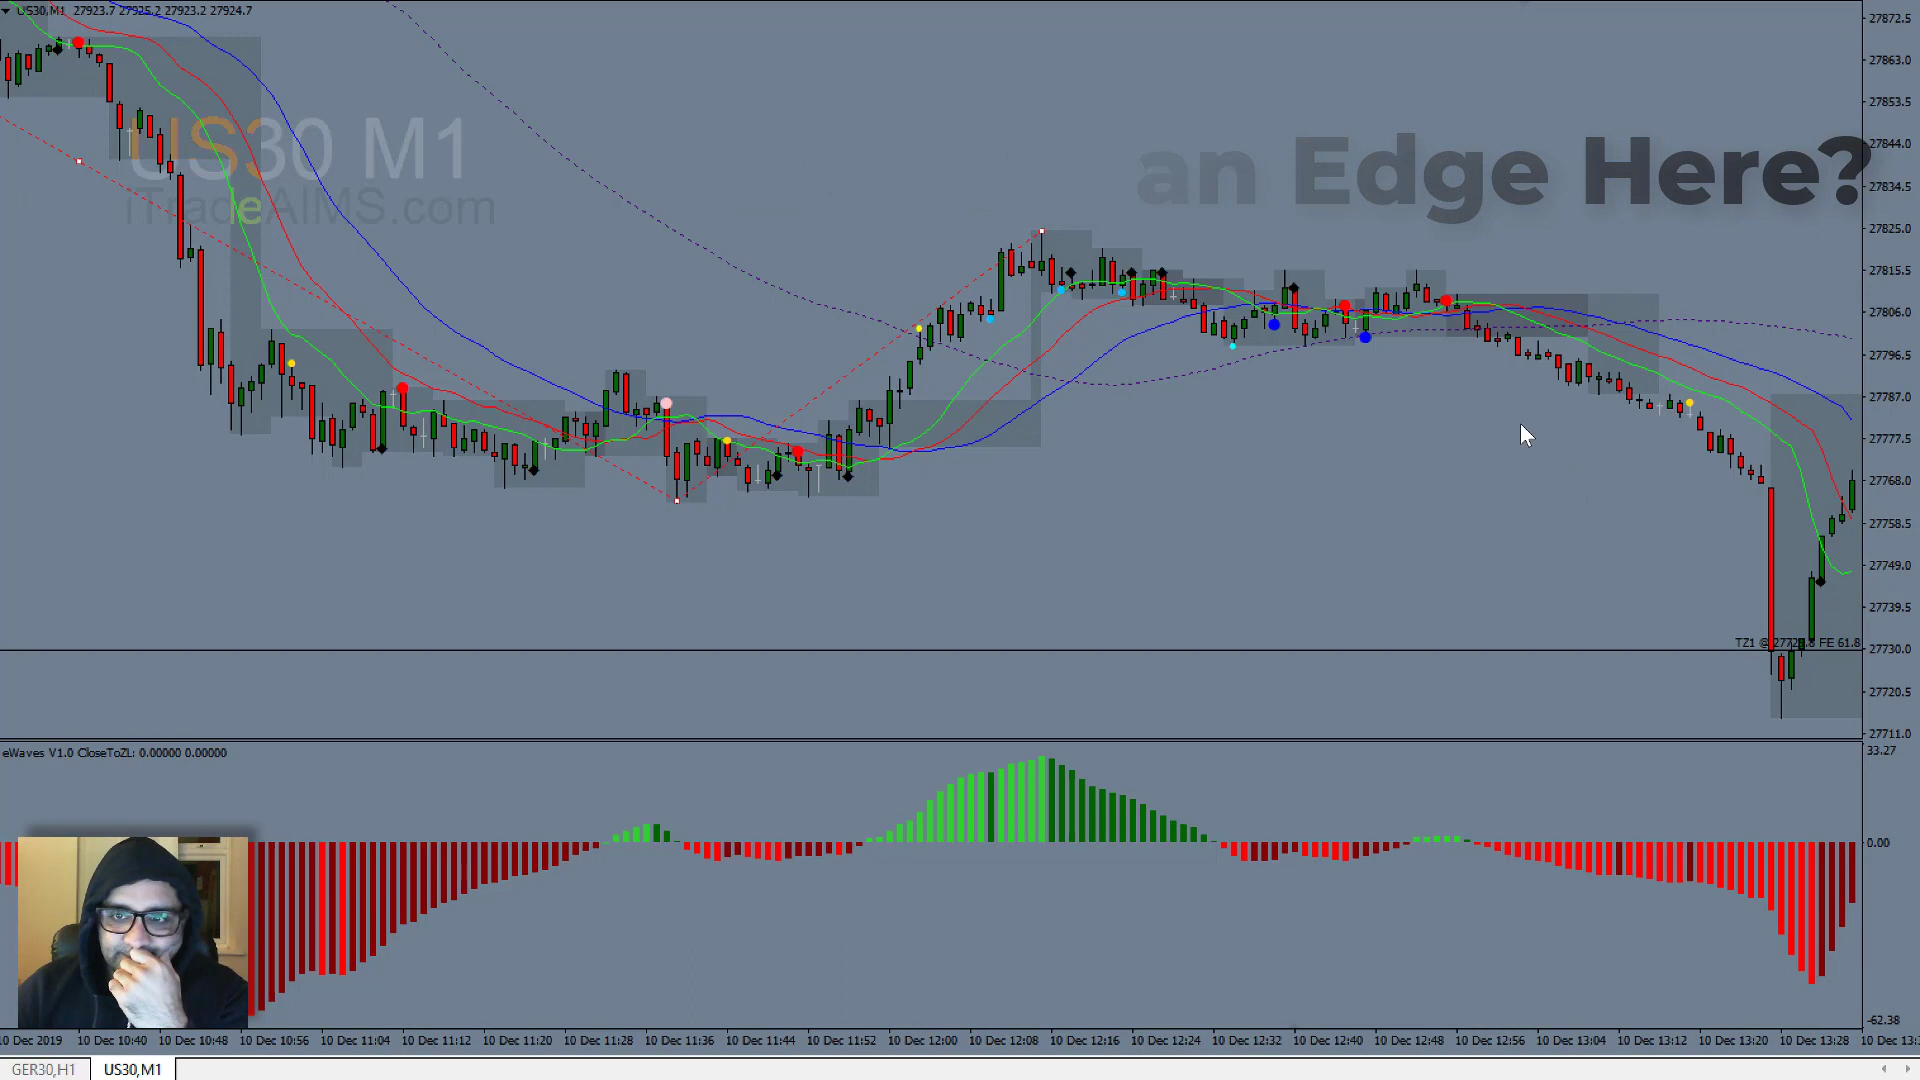 US30,M1 27923.7 27925.2 27923.2 27924.7
US30 M1
iTradeAIMS.com
an Edge Here?
27872.5
27863.0
27853.5
27844.0
27834.5
27825.0
27815.5
27806.0
27796.5
27787.0
27777.5
27768.0
27758.5
27749.0
27739.5
27730.0
27720.5
27711.0
FE 61.8
eWaves V1.0 CloseToZL: 0.00000 0.00000
33.27
0.00
-62.38
10 Dec 2019 10 Dec 10:40 10 Dec 10:48 10 Dec 10:56 10 Dec 11:04 10 Dec 11:12 10 Dec 11:20 10 Dec 11:28 10 Dec 11:36 10 Dec 11:44 10 Dec 11:52 10 Dec 12:00 10 Dec 12:08 10 Dec 12:16 10 Dec 12:24 10 Dec 12:32 10 Dec 12:40 10 Dec 12:48 10 Dec 12:56 10 Dec 13:04 10 Dec 13:12 10 Dec 13:20 10 Dec 13:28 10 Dec
GER30,H1 US30,M1